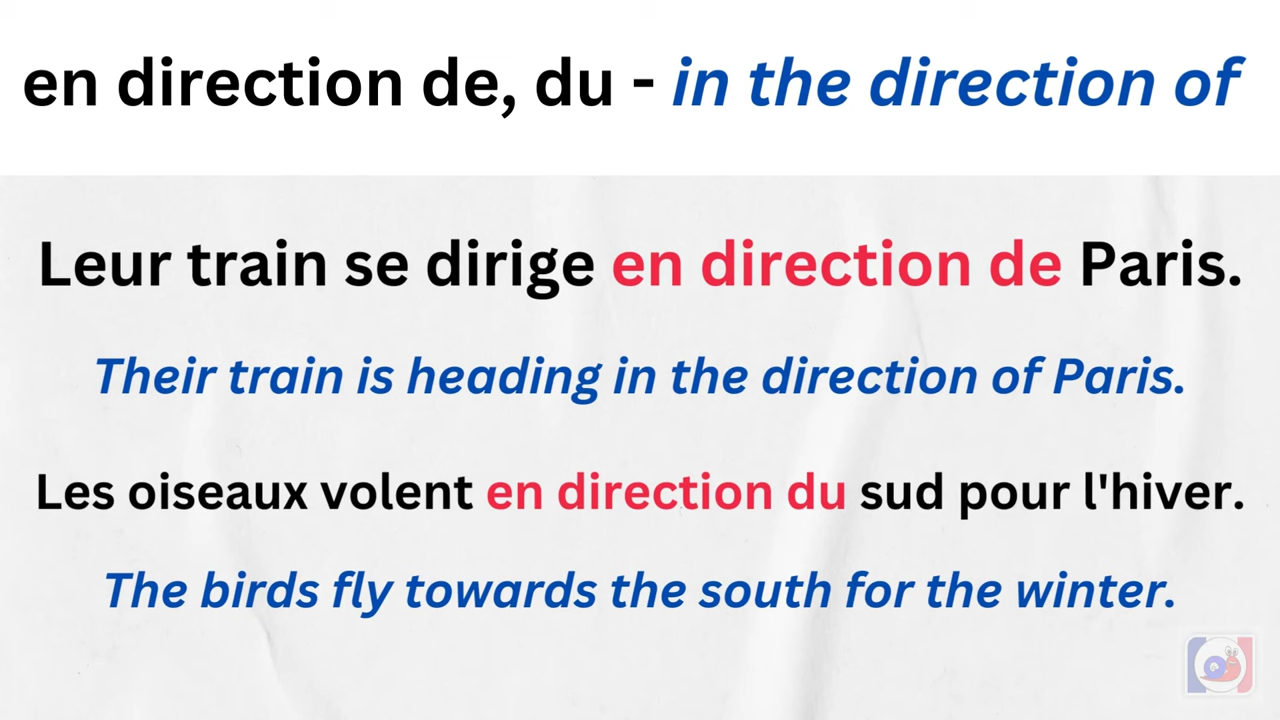 en direction de, du - in the direction of
Leur train se dirige en direction de Paris.
Their train is heading in the direction of Paris.
Les oiseaux volent en direction du sud pour l'hiver.
The birds fly towards the south for the winter.